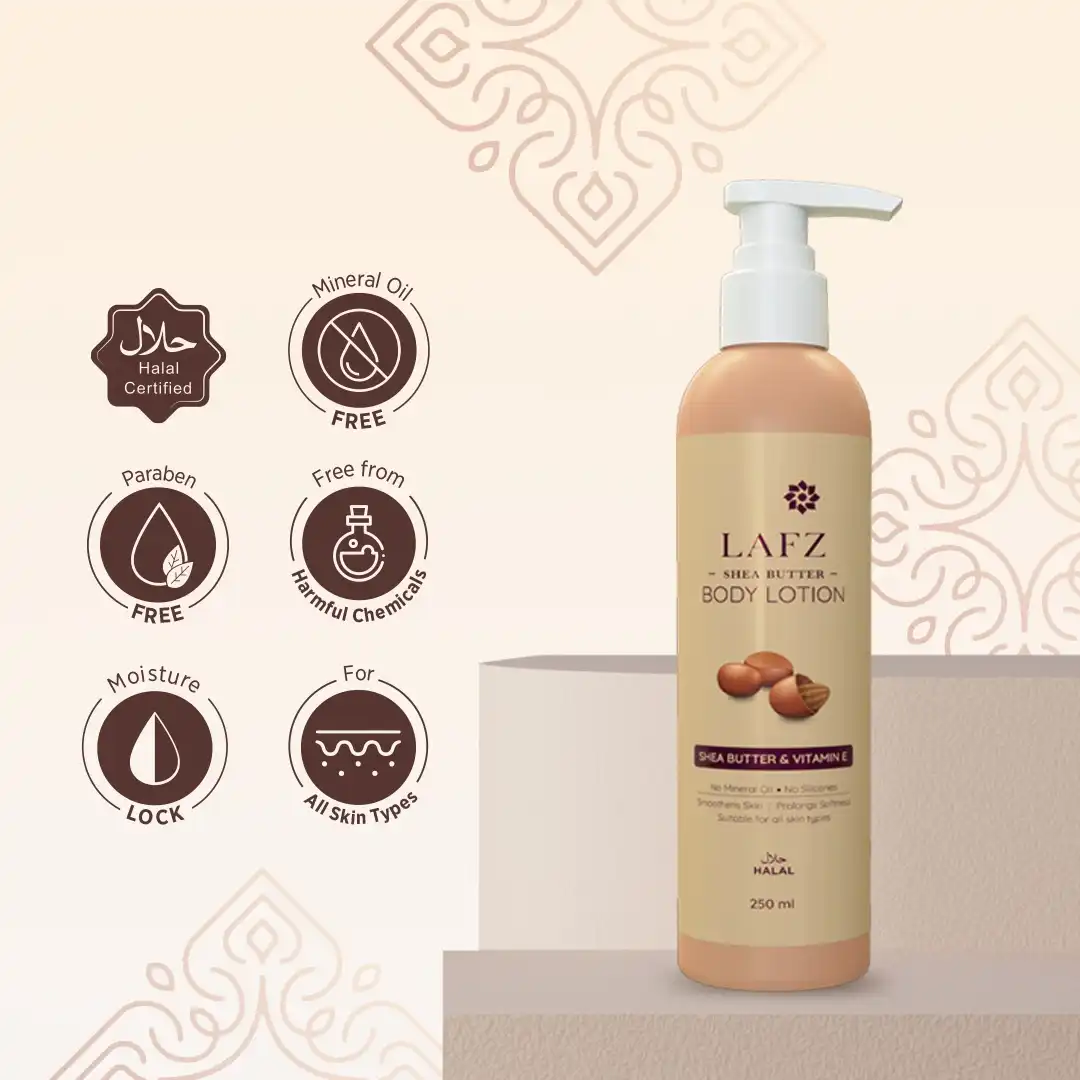 حلال
Halal
Certified
Mineral Oil
FREE
Paraben
FREE
Free from
Harmful Chemicals
Moisture
LOCK
For
All Skin Types
LAFZ
- SHEA BUTTER -
BODY LOTION
SHEA BUTTER & VITAMIN E
No Mineral Oil • No Silicones
Smoothens Skin | Prolongs Softness
Suitable for all skin types
حلال
HALAL
250 ml